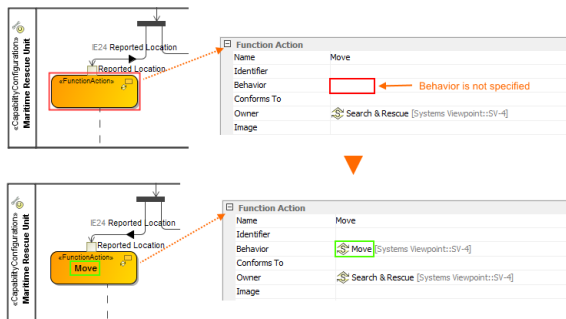 «CapabilityConfiguration»
Maritime Rescue Unit
IE24 Reported Location
Reported Location
«FunctionAction»
Function Action
Name Move
Identifier
Behavior
Behavior is not specified
Conforms To
Owner Search & Rescue [Systems Viewpoint::SV-4]
Image
«CapabilityConfiguration»
Maritime Rescue Unit
IE24 Reported Location
Reported Location
«FunctionAction»
Move
Function Action
Name Move
Identifier
Behavior Move [Systems Viewpoint::SV-4]
Conforms To
Owner Search & Rescue [Systems Viewpoint::SV-4]
Image